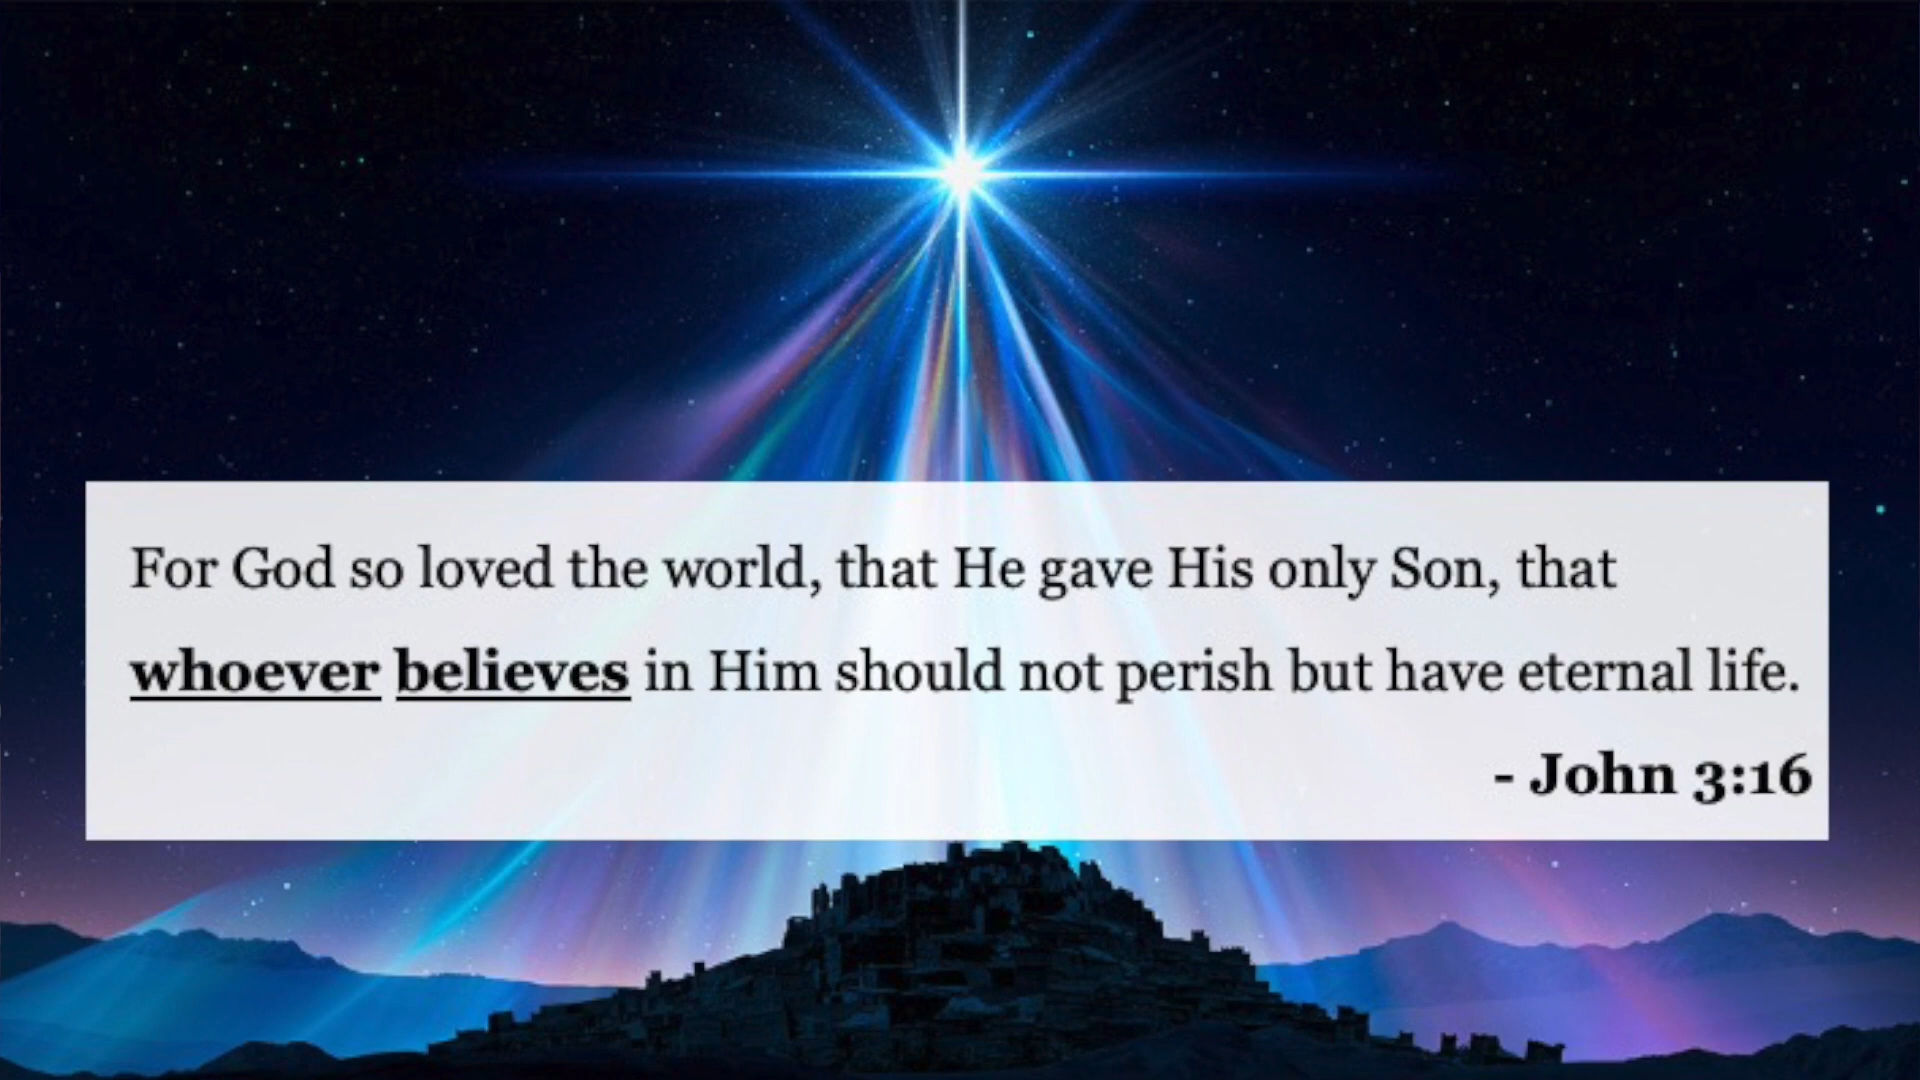 For God so loved the world, that He gave His only Son, that
whoever believes in Him should not perish but have eternal life.
- John 3:16